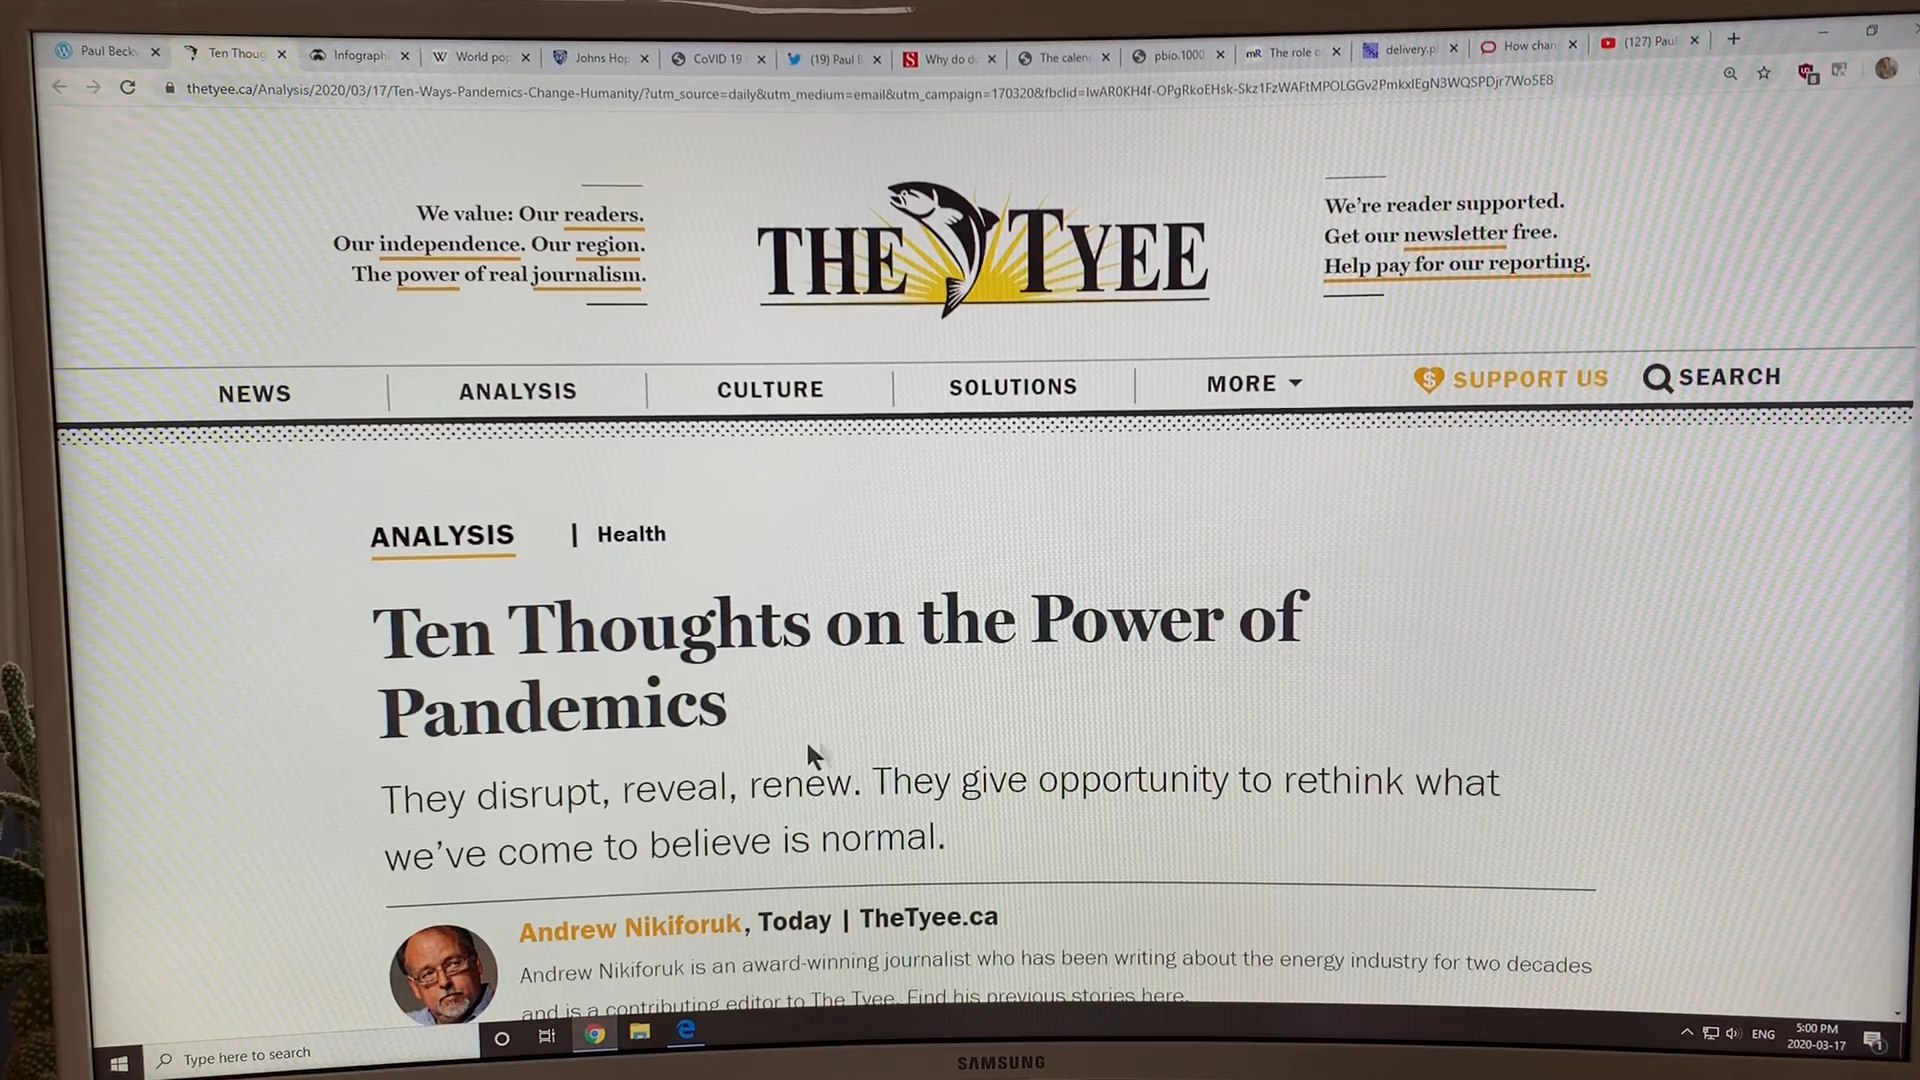 Paul Beck
Ten Thoug
Infograph
World pop
Johns Hop
CoVID 19
(19) Paul B
Why do d
The calen
pbio.1000
mR The role o
delivery.p
How chan
(127) Paul
thetyee.ca/Analysis/2020/03/17/Ten-Ways-Pandemics-Change-Humanity/?utm_source=daily&utm_medium=email&utm_campaign=170320&fbclid=
We value: Our readers.
Our independence. Our region.
The power of real journalism.
THE TYEE
We're reader supported.
Get our newsletter free.
Help pay for our reporting.
NEWS
ANALYSIS
CULTURE
SOLUTIONS
MORE
SUPPORT US
SEARCH
ANALYSIS | Health
Ten Thoughts on the Power of
Pandemics
They disrupt, reveal, renew. They give opportunity to rethink what
we've come to believe is normal.
Andrew Nikiforuk, Today | TheTyee.ca
Andrew Nikiforuk is an award-winning journalist who has been writing about the energy industry for two decades
and is a contributing editor to The Tyee. Find his previous stories here.
Type here to search
ENG
5:00 PM
2020-03-17
SAMSUNG